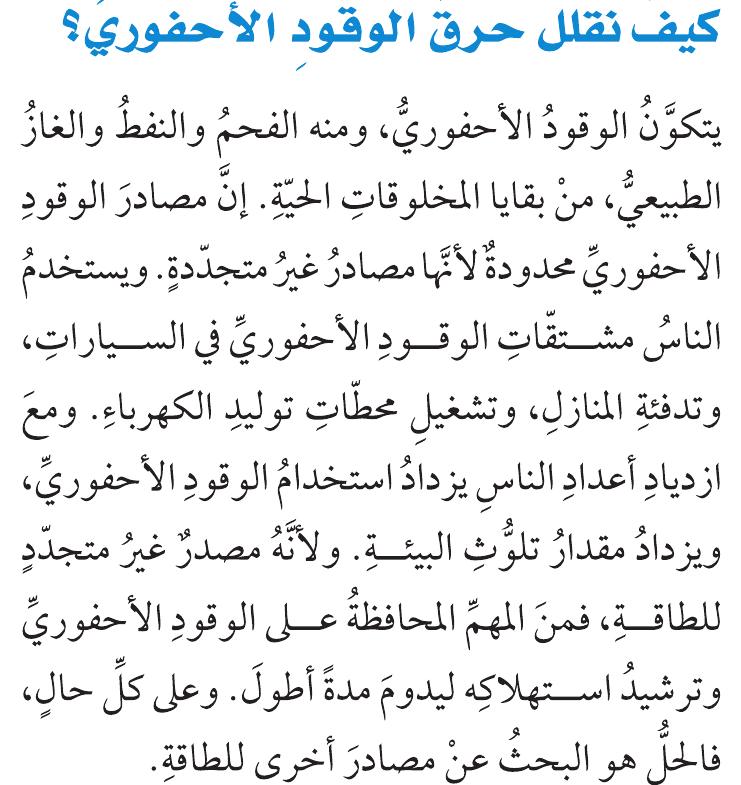 كيفَ نقلل حرقَ الوقودِ الأحفوريِّ؟
يتكوَّنُ الوقودُ الأحفوريُّ، ومنه الفحمُ والنفطُ والغازُ
الطبيعيُّ، منْ بقايا المخلوقاتِ الحيّةِ. إنَّ مصادرَ الوقودِ
الأحفوريِّ محدودةٌ لأنَّها مصادرُ غيرُ متجدّدةٍ. ويستخدمُ
الناسُ مشتقّاتِ الوقودِ الأحفوريِّ في السياراتِ،
وتدفئةِ المنازلِ، وتشغيلِ محطّاتِ توليدِ الكهرباءِ. ومعَ
ازديادِ أعدادِ الناسِ يزدادُ استخدامُ الوقودِ الأحفوريِّ،
ويزدادُ مقدارُ تلوُّثِ البيئةِ. ولأنَّهُ مصدرٌ غيرُ متجدّدٍ
للطاقةِ، فمنَ المهمِّ المحافظةُ على الوقودِ الأحفوريِّ
وترشيدُ استهلاكِه ليدومَ مدةً أطولَ. وعلى كلِّ حالٍ،
فالحلُّ هو البحثُ عنْ مصادرَ أخرى للطاقةِ.